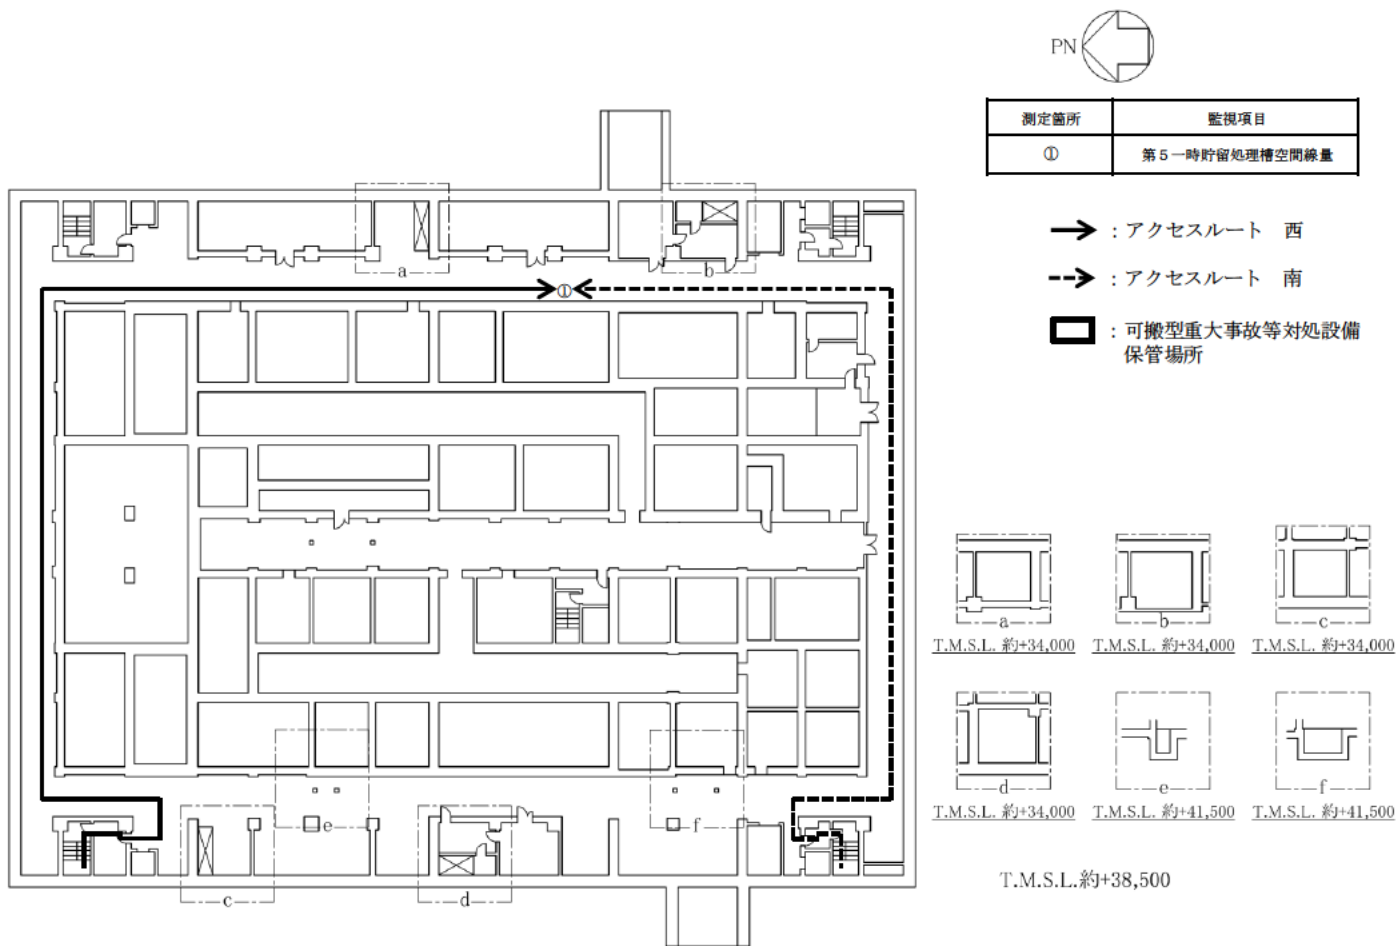 PN
測定箇所
監視項目
①
第5一時貯留処理槽空間線量
：アクセスルート　西
：アクセスルート　南
：可搬型重大事故等対処設備
保管場所
a
b
①
e
f
c
d
a
b
c
T.M.S.L. 約+34,000
T.M.S.L. 約+34,000
T.M.S.L. 約+34,000
d
e
f
T.M.S.L. 約+34,000
T.M.S.L. 約+41,500
T.M.S.L. 約+41,500
T.M.S.L.約+38,500